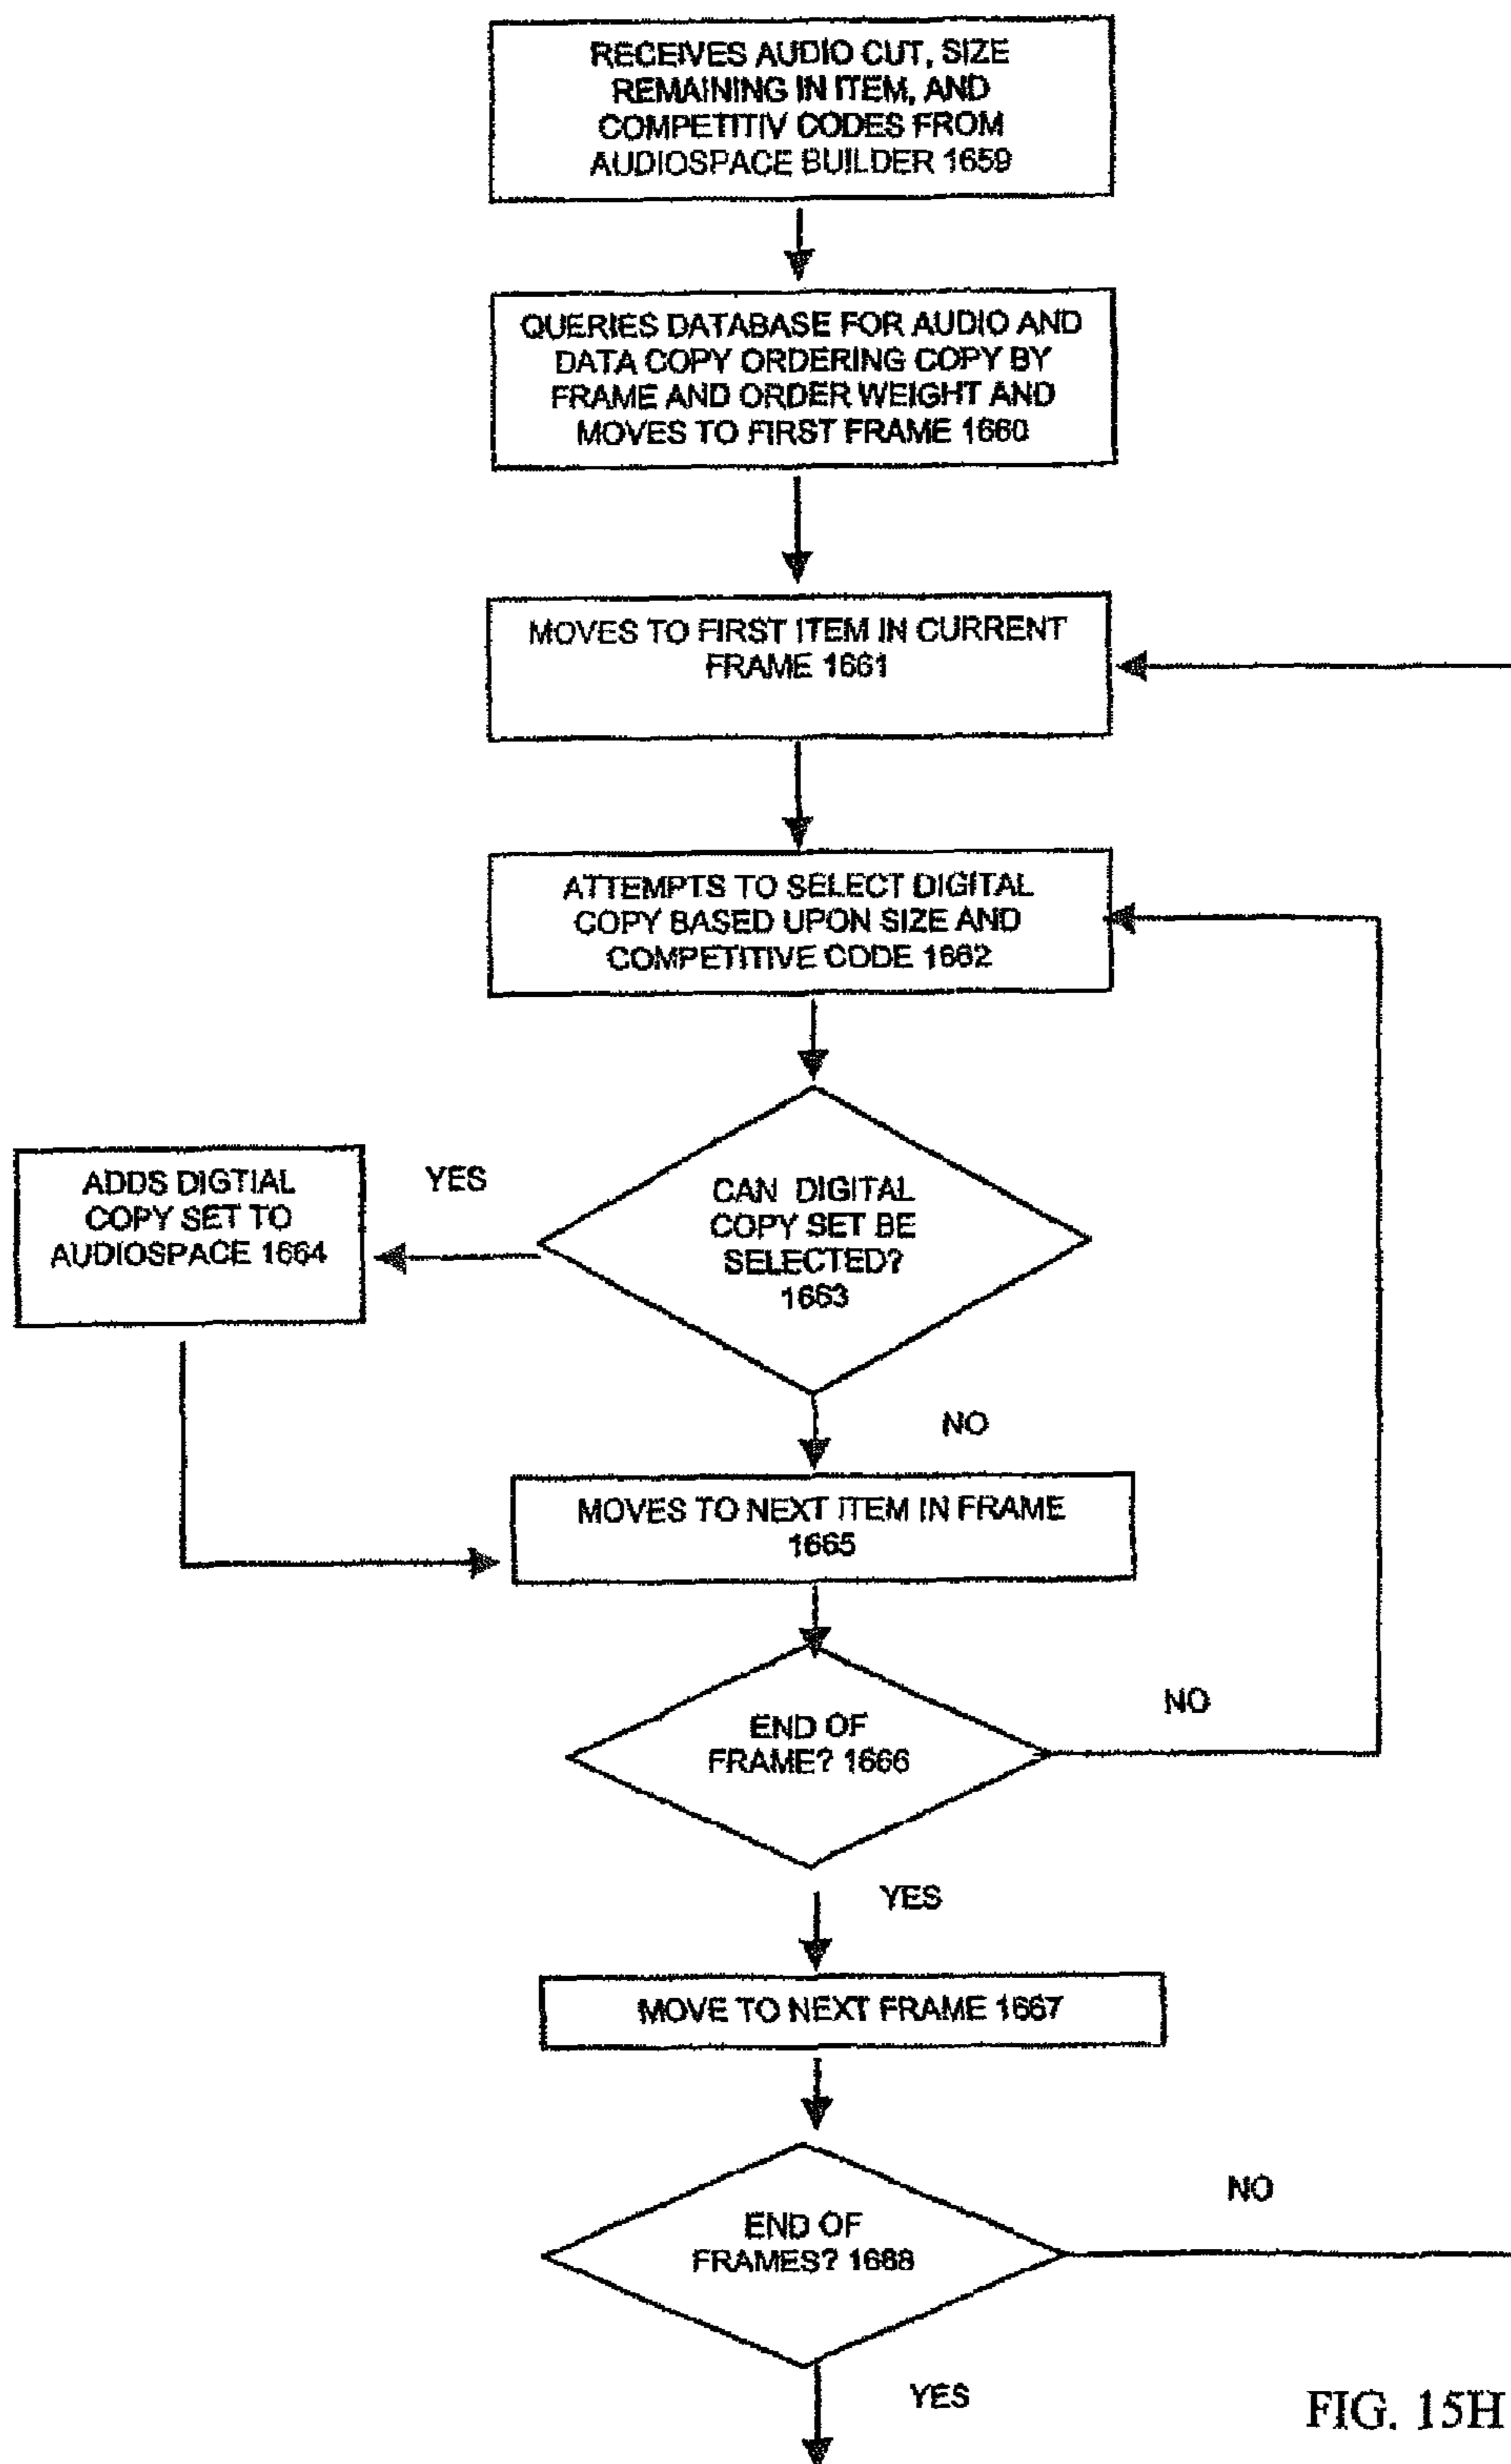 RECEIVES AUDIO CUT, SIZE
REMAINING IN ITEM, AND
COMPETITIV CODES FROM
AUDIOSPACE BUILDER 1659
QUERIES DATABASE FOR AUDIO AND
DATA COPY ORDERING COPY BY
FRAME AND ORDER WEIGHT AND
MOVES TO FIRST FRAME 1660
MOVES TO FIRST ITEM IN CURRENT
FRAME 1661
ATTEMPTS TO SELECT DIGITAL
COPY BASED UPON SIZE AND
COMPETITIVE CODE 1662
ADDS DIGTIAL
COPY SET TO
AUDIOSPACE 1664
YES
CAN DIGITAL
COPY SET BE
SELECTED?
1663
NO
MOVES TO NEXT ITEM IN FRAME
1665
END OF
FRAME? 1666
NO
YES
MOVE TO NEXT FRAME 1667
END OF
FRAMES? 1688
NO
YES
FIG. 15H